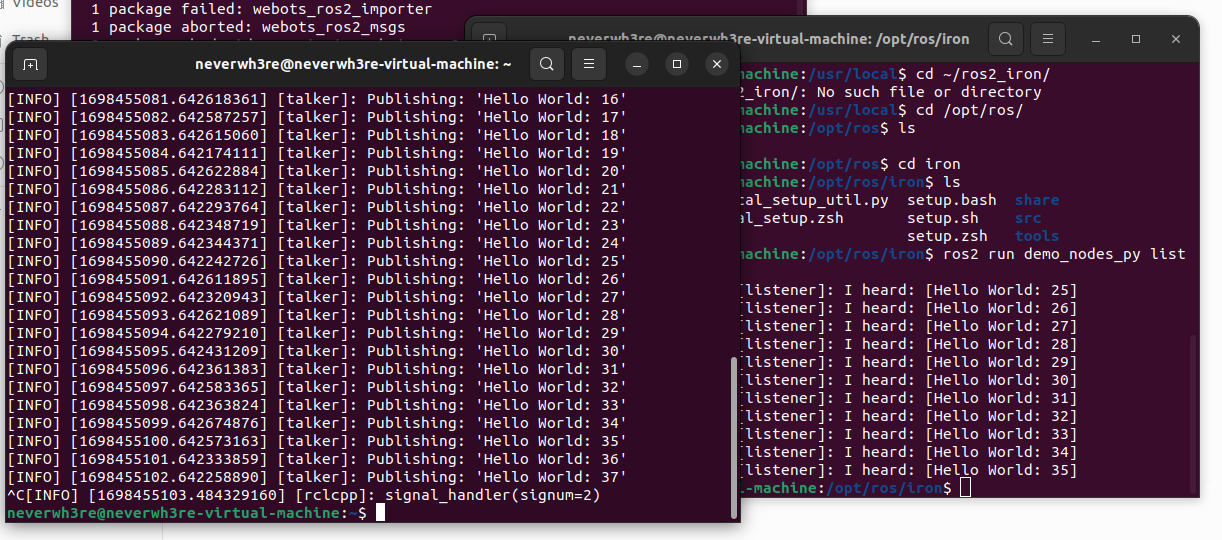 Videos
Trash
1 package failed: webots_ros2_importer
1 package aborted: webots_ros2_msgs
neverwh3re@neverwh3re-virtual-machine: /opt/ros/iron
machine:/usr/local$ cd ~/ros2_iron/
2_iron/: No such file or directory
machine:/usr/local$ cd /opt/ros/
machine:/opt/ros$ ls
machine:/opt/ros$ cd iron
machine:/opt/ros/iron$ ls
cal_setup_util.py setup.bash share
al_setup.zsh setup.sh src
setup.zsh tools
machine:/opt/ros/iron$ ros2 run demo_nodes_py list
[listener]: I heard: [Hello World: 25]
[listener]: I heard: [Hello World: 26]
[listener]: I heard: [Hello World: 27]
[listener]: I heard: [Hello World: 28]
[listener]: I heard: [Hello World: 29]
[listener]: I heard: [Hello World: 30]
[listener]: I heard: [Hello World: 31]
[listener]: I heard: [Hello World: 32]
[listener]: I heard: [Hello World: 33]
[listener]: I heard: [Hello World: 34]
[listener]: I heard: [Hello World: 35]
l-machine:/opt/ros/iron$
neverwh3re@neverwh3re-virtual-machine: ~
[INFO] [1698455081.642618361] [talker]: Publishing: 'Hello World: 16'
[INFO] [1698455082.642587257] [talker]: Publishing: 'Hello World: 17'
[INFO] [1698455083.642615060] [talker]: Publishing: 'Hello World: 18'
[INFO] [1698455084.642174111] [talker]: Publishing: 'Hello World: 19'
[INFO] [1698455085.642622884] [talker]: Publishing: 'Hello World: 20'
[INFO] [1698455086.642283112] [talker]: Publishing: 'Hello World: 21'
[INFO] [1698455087.642293764] [talker]: Publishing: 'Hello World: 22'
[INFO] [1698455088.642348719] [talker]: Publishing: 'Hello World: 23'
[INFO] [1698455089.642344371] [talker]: Publishing: 'Hello World: 24'
[INFO] [1698455090.642242726] [talker]: Publishing: 'Hello World: 25'
[INFO] [1698455091.642611895] [talker]: Publishing: 'Hello World: 26'
[INFO] [1698455092.642320943] [talker]: Publishing: 'Hello World: 27'
[INFO] [1698455093.642621089] [talker]: Publishing: 'Hello World: 28'
[INFO] [1698455094.642279210] [talker]: Publishing: 'Hello World: 29'
[INFO] [1698455095.642431209] [talker]: Publishing: 'Hello World: 30'
[INFO] [1698455096.642361383] [talker]: Publishing: 'Hello World: 31'
[INFO] [1698455097.642583365] [talker]: Publishing: 'Hello World: 32'
[INFO] [1698455098.642363824] [talker]: Publishing: 'Hello World: 33'
[INFO] [1698455099.642674876] [talker]: Publishing: 'Hello World: 34'
[INFO] [1698455100.642573163] [talker]: Publishing: 'Hello World: 35'
[INFO] [1698455101.642333859] [talker]: Publishing: 'Hello World: 36'
[INFO] [1698455102.642258890] [talker]: Publishing: 'Hello World: 37'
^C[INFO] [1698455103.484329160] [rclcpp]: signal_handler(signum=2)
neverwh3re@neverwh3re-virtual-machine:~$